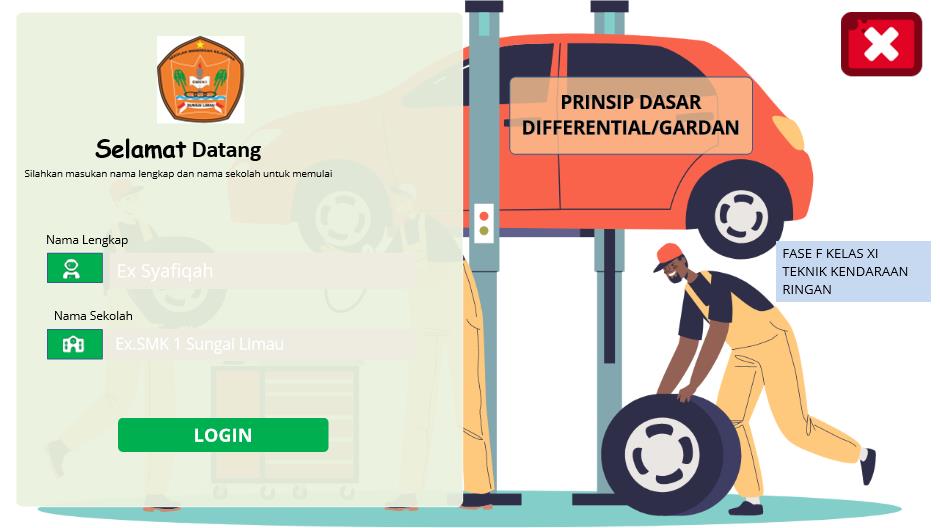 Selamat Datang
Silahkan masukan nama lengkap dan nama sekolah untuk memulai
Nama Lengkap
Ex Syafiqah
Nama Sekolah
Ex.SMK 1 Sungai Limau
LOGIN
PRINSIP DASAR
DIFFERENTIAL/GARDAN
FASE F KELAS XI
TEKNIK KENDARAAN
RINGAN